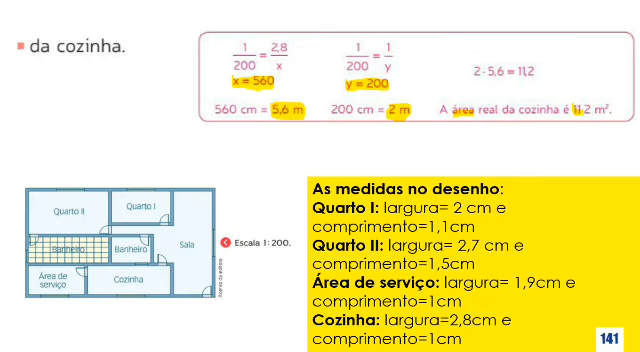 da cozinha.
1/200 = 2,8/x
1/200 = 1/y
x = 560
y = 200
2 · 5,6 = 11,2
560 cm = 5,6 m
200 cm = 2 m
A área real da cozinha é 11,2 m².
Quarto II
Quarto I
Sala
Banheiro
Banheiro
Área de
serviço
Cozinha
Escala 1: 200.
As medidas no desenho:
Quarto I: largura= 2 cm e
comprimento=1,1cm
Quarto II: largura= 2,7 cm e
comprimento=1,5cm
Área de serviço: largura= 1,9cm e
comprimento=1cm
Cozinha: largura=2,8cm e
comprimento=1cm
141